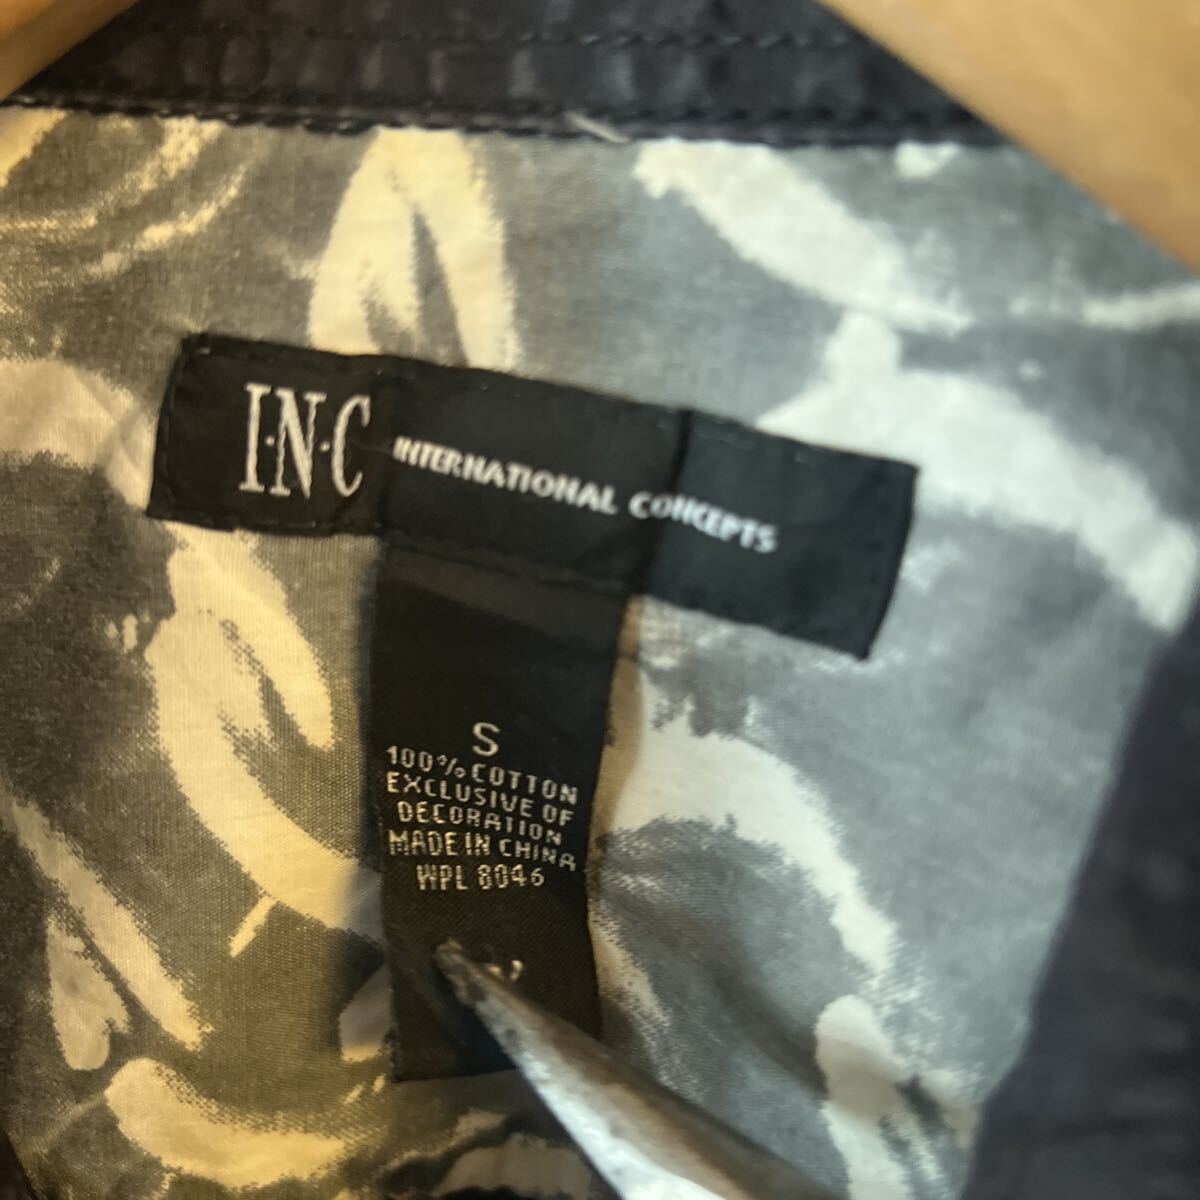 I·N·C INTERNATIONAL CONCEPTS
S
100% COTTON
EXCLUSIVE OF
DECORATION
MADE IN CHINA
WPL 8046